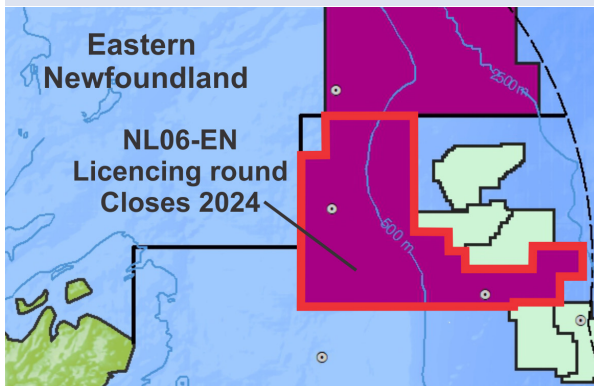 Eastern
Newfoundland
NL06-EN
Licencing round
Closes 2024
2500 m
500 m